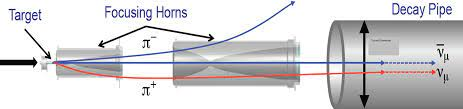 Target
Focusing Horns
Decay Pipe
π⁻
π⁺
ν̄μ
νμ